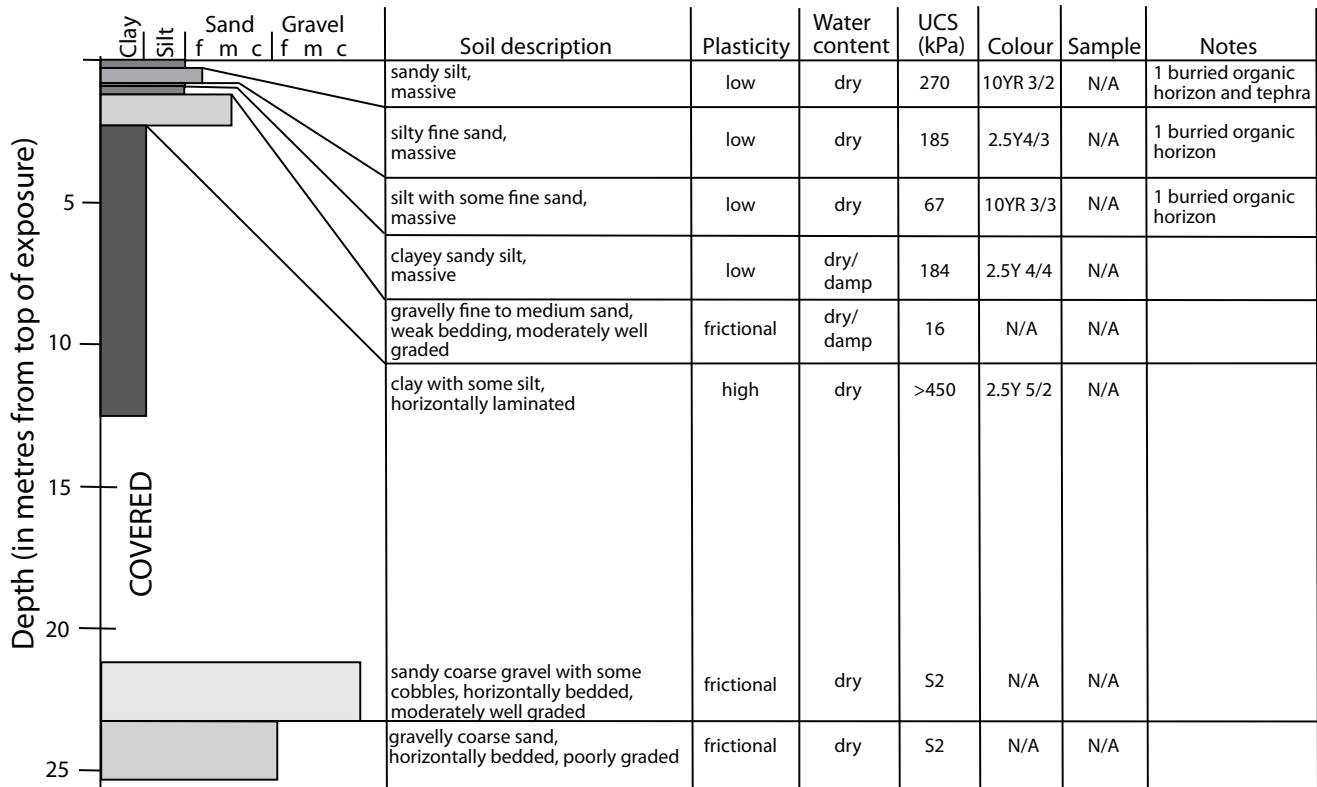 Depth (in metres from top of exposure)
Clay
Silt
Sand
f m c
Gravel
f m c
Soil description
Plasticity
Water
content
UCS
(kPa)
Colour
Sample
Notes
sandy silt,
massive
low
dry
270
10YR 3/2
N/A
1 burried organic
horizon and tephra
silty fine sand,
massive
low
dry
185
2.5Y4/3
N/A
1 burried organic
horizon
5
silt with some fine sand,
massive
low
dry
67
10YR 3/3
N/A
1 burried organic
horizon
clayey sandy silt,
massive
low
dry/
damp
184
2.5Y 4/4
N/A
gravelly fine to medium sand,
weak bedding, moderately well
graded
frictional
dry/
damp
16
N/A
N/A
10
clay with some silt,
horizontally laminated
high
dry
>450
2.5Y 5/2
N/A
15
COVERED
20
sandy coarse gravel with some
cobbles, horizontally bedded,
moderately well graded
frictional
dry
S2
N/A
N/A
gravelly coarse sand,
horizontally bedded, poorly graded
frictional
dry
S2
N/A
N/A
25